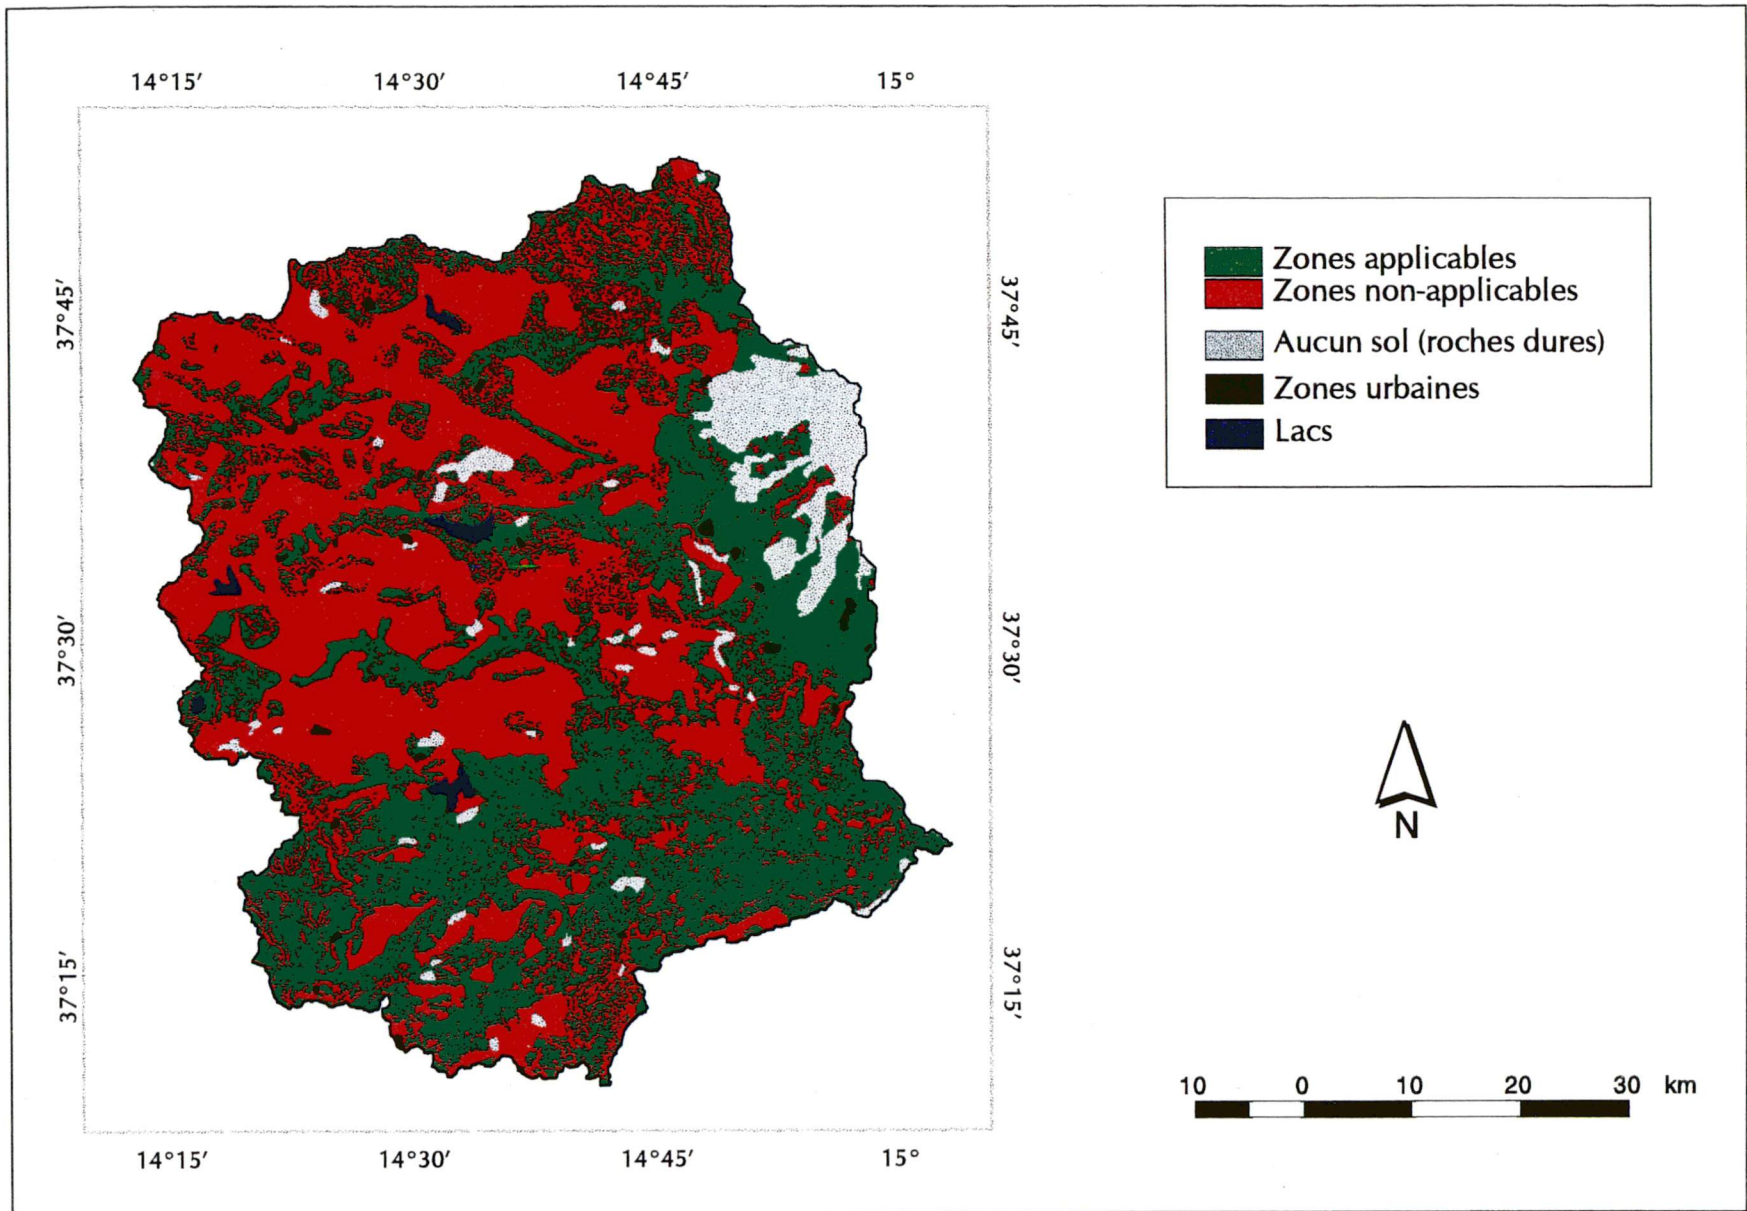 14°15′ 14°30′ 14°45′ 15°
37°45′
37°30′
37°15′
37°45′
37°30′
37°15′
14°15′ 14°30′ 14°45′ 15°
Zones applicables
Zones non-applicables
Aucun sol (roches dures)
Zones urbaines
Lacs
N
10 0 10 20 30 km